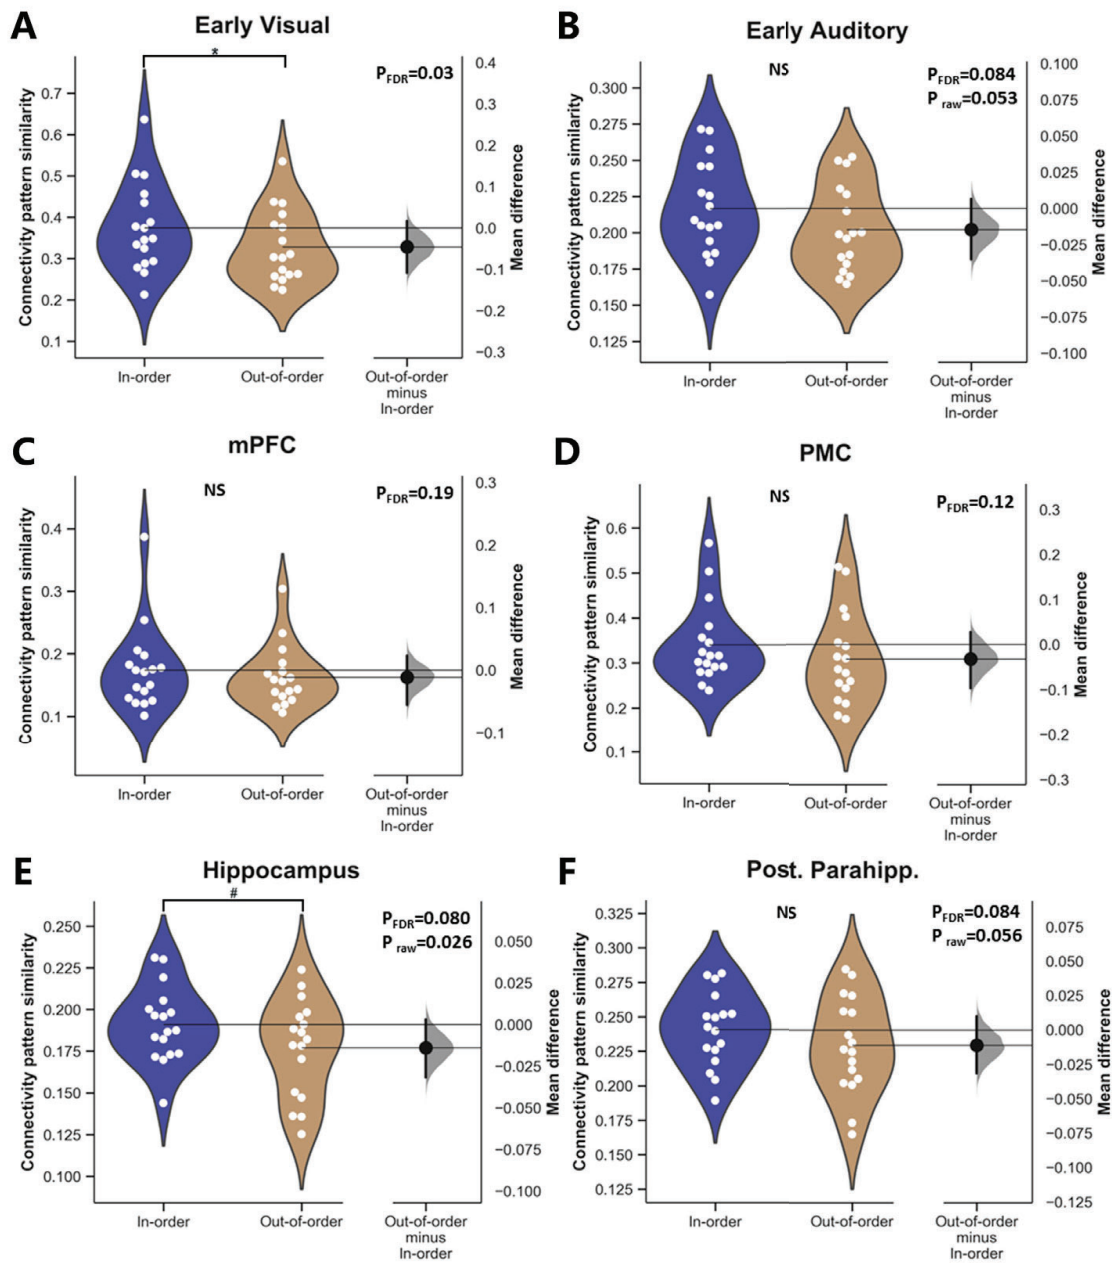 A
Early Visual
*
P_FDR=0.03
Connectivity pattern similarity
0.7
0.6
0.5
0.4
0.3
0.2
0.1
0.4
0.3
0.2
0.1
0.0
−0.1
−0.2
−0.3
Mean difference
In-order
Out-of-order
Out-of-order
minus
In-order
B
Early Auditory
NS
P_FDR=0.084
P raw=0.053
Connectivity pattern similarity
0.300
0.275
0.250
0.225
0.200
0.175
0.150
0.125
0.100
0.075
0.050
0.025
0.000
−0.025
−0.050
−0.075
−0.100
Mean difference
In-order
Out-of-order
Out-of-order
minus
In-order
C
mPFC
NS
P_FDR=0.19
Connectivity pattern similarity
0.4
0.3
0.2
0.1
0.3
0.2
0.1
0.0
−0.1
Mean difference
In-order
Out-of-order
Out-of-order
minus
In-order
D
PMC
NS
P_FDR=0.12
Connectivity pattern similarity
0.6
0.5
0.4
0.3
0.2
0.1
0.3
0.2
0.1
0.0
−0.1
−0.2
−0.3
Mean difference
In-order
Out-of-order
Out-of-order
minus
In-order
E
Hippocampus
#
P_FDR=0.080
P raw=0.026
Connectivity pattern similarity
0.250
0.225
0.200
0.175
0.150
0.125
0.100
0.050
0.025
0.000
−0.025
−0.050
−0.075
−0.100
Mean difference
In-order
Out-of-order
Out-of-order
minus
In-order
F
Post. Parahipp.
NS
P_FDR=0.084
P raw=0.056
Connectivity pattern similarity
0.325
0.300
0.275
0.250
0.225
0.200
0.175
0.150
0.125
0.075
0.050
0.025
0.000
−0.025
−0.050
−0.075
−0.100
−0.125
Mean difference
In-order
Out-of-order
Out-of-order
minus
In-order